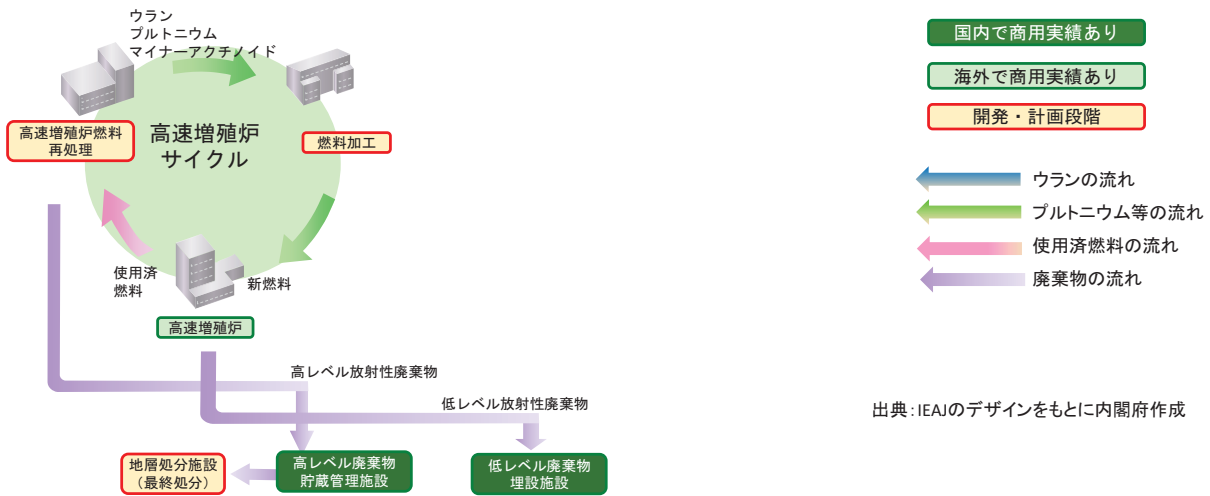 ウラン
プルトニウム
マイナーアクチノイド
高速増殖炉燃料
再処理
高速増殖炉
サイクル
燃料加工
使用済
燃料
新燃料
高速増殖炉
高レベル放射性廃棄物
低レベル放射性廃棄物
地層処分施設
（最終処分）
高レベル廃棄物
貯蔵管理施設
低レベル廃棄物
埋設施設
国内で商用実績あり
海外で商用実績あり
開発・計画段階
ウランの流れ
プルトニウム等の流れ
使用済燃料の流れ
廃棄物の流れ
出典：IEAJのデザインをもとに内閣府作成